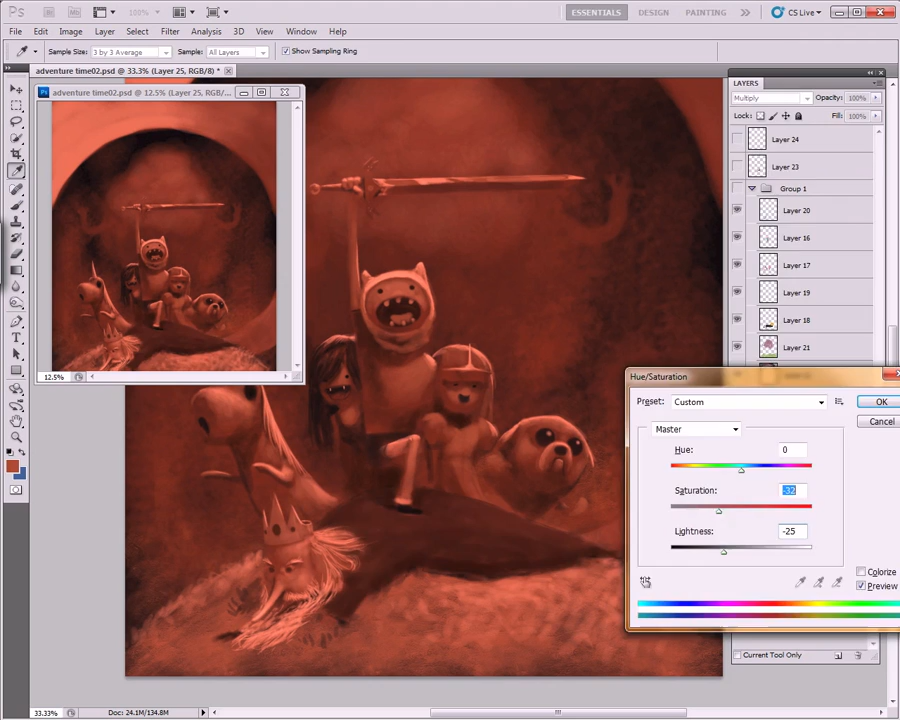 Ps 100% ESSENTIALS DESIGN PAINTING CS Live
File Edit Image Layer Select Filter Analysis 3D View Window Help
Sample Size: 3 by 3 Average Sample: All Layers Show Sampling Ring
adventure time02.psd @ 33.3% (Layer 25, RGB/8) *
adventure time02.psd @ 12.5% (Layer 25, RGB/...
12.5%
LAYERS
Multiply Opacity: 100%
Lock: Fill: 100%
Layer 24
Layer 23
Group 1
Layer 20
Layer 16
Layer 17
Layer 19
Layer 18
Layer 21
Hue/Saturation
Preset: Custom OK
Cancel
Master
Hue: 0
Saturation: -32
Lightness: -25
Colorize
Preview
Current Tool Only
33.33% Doc: 24.1M/134.8M